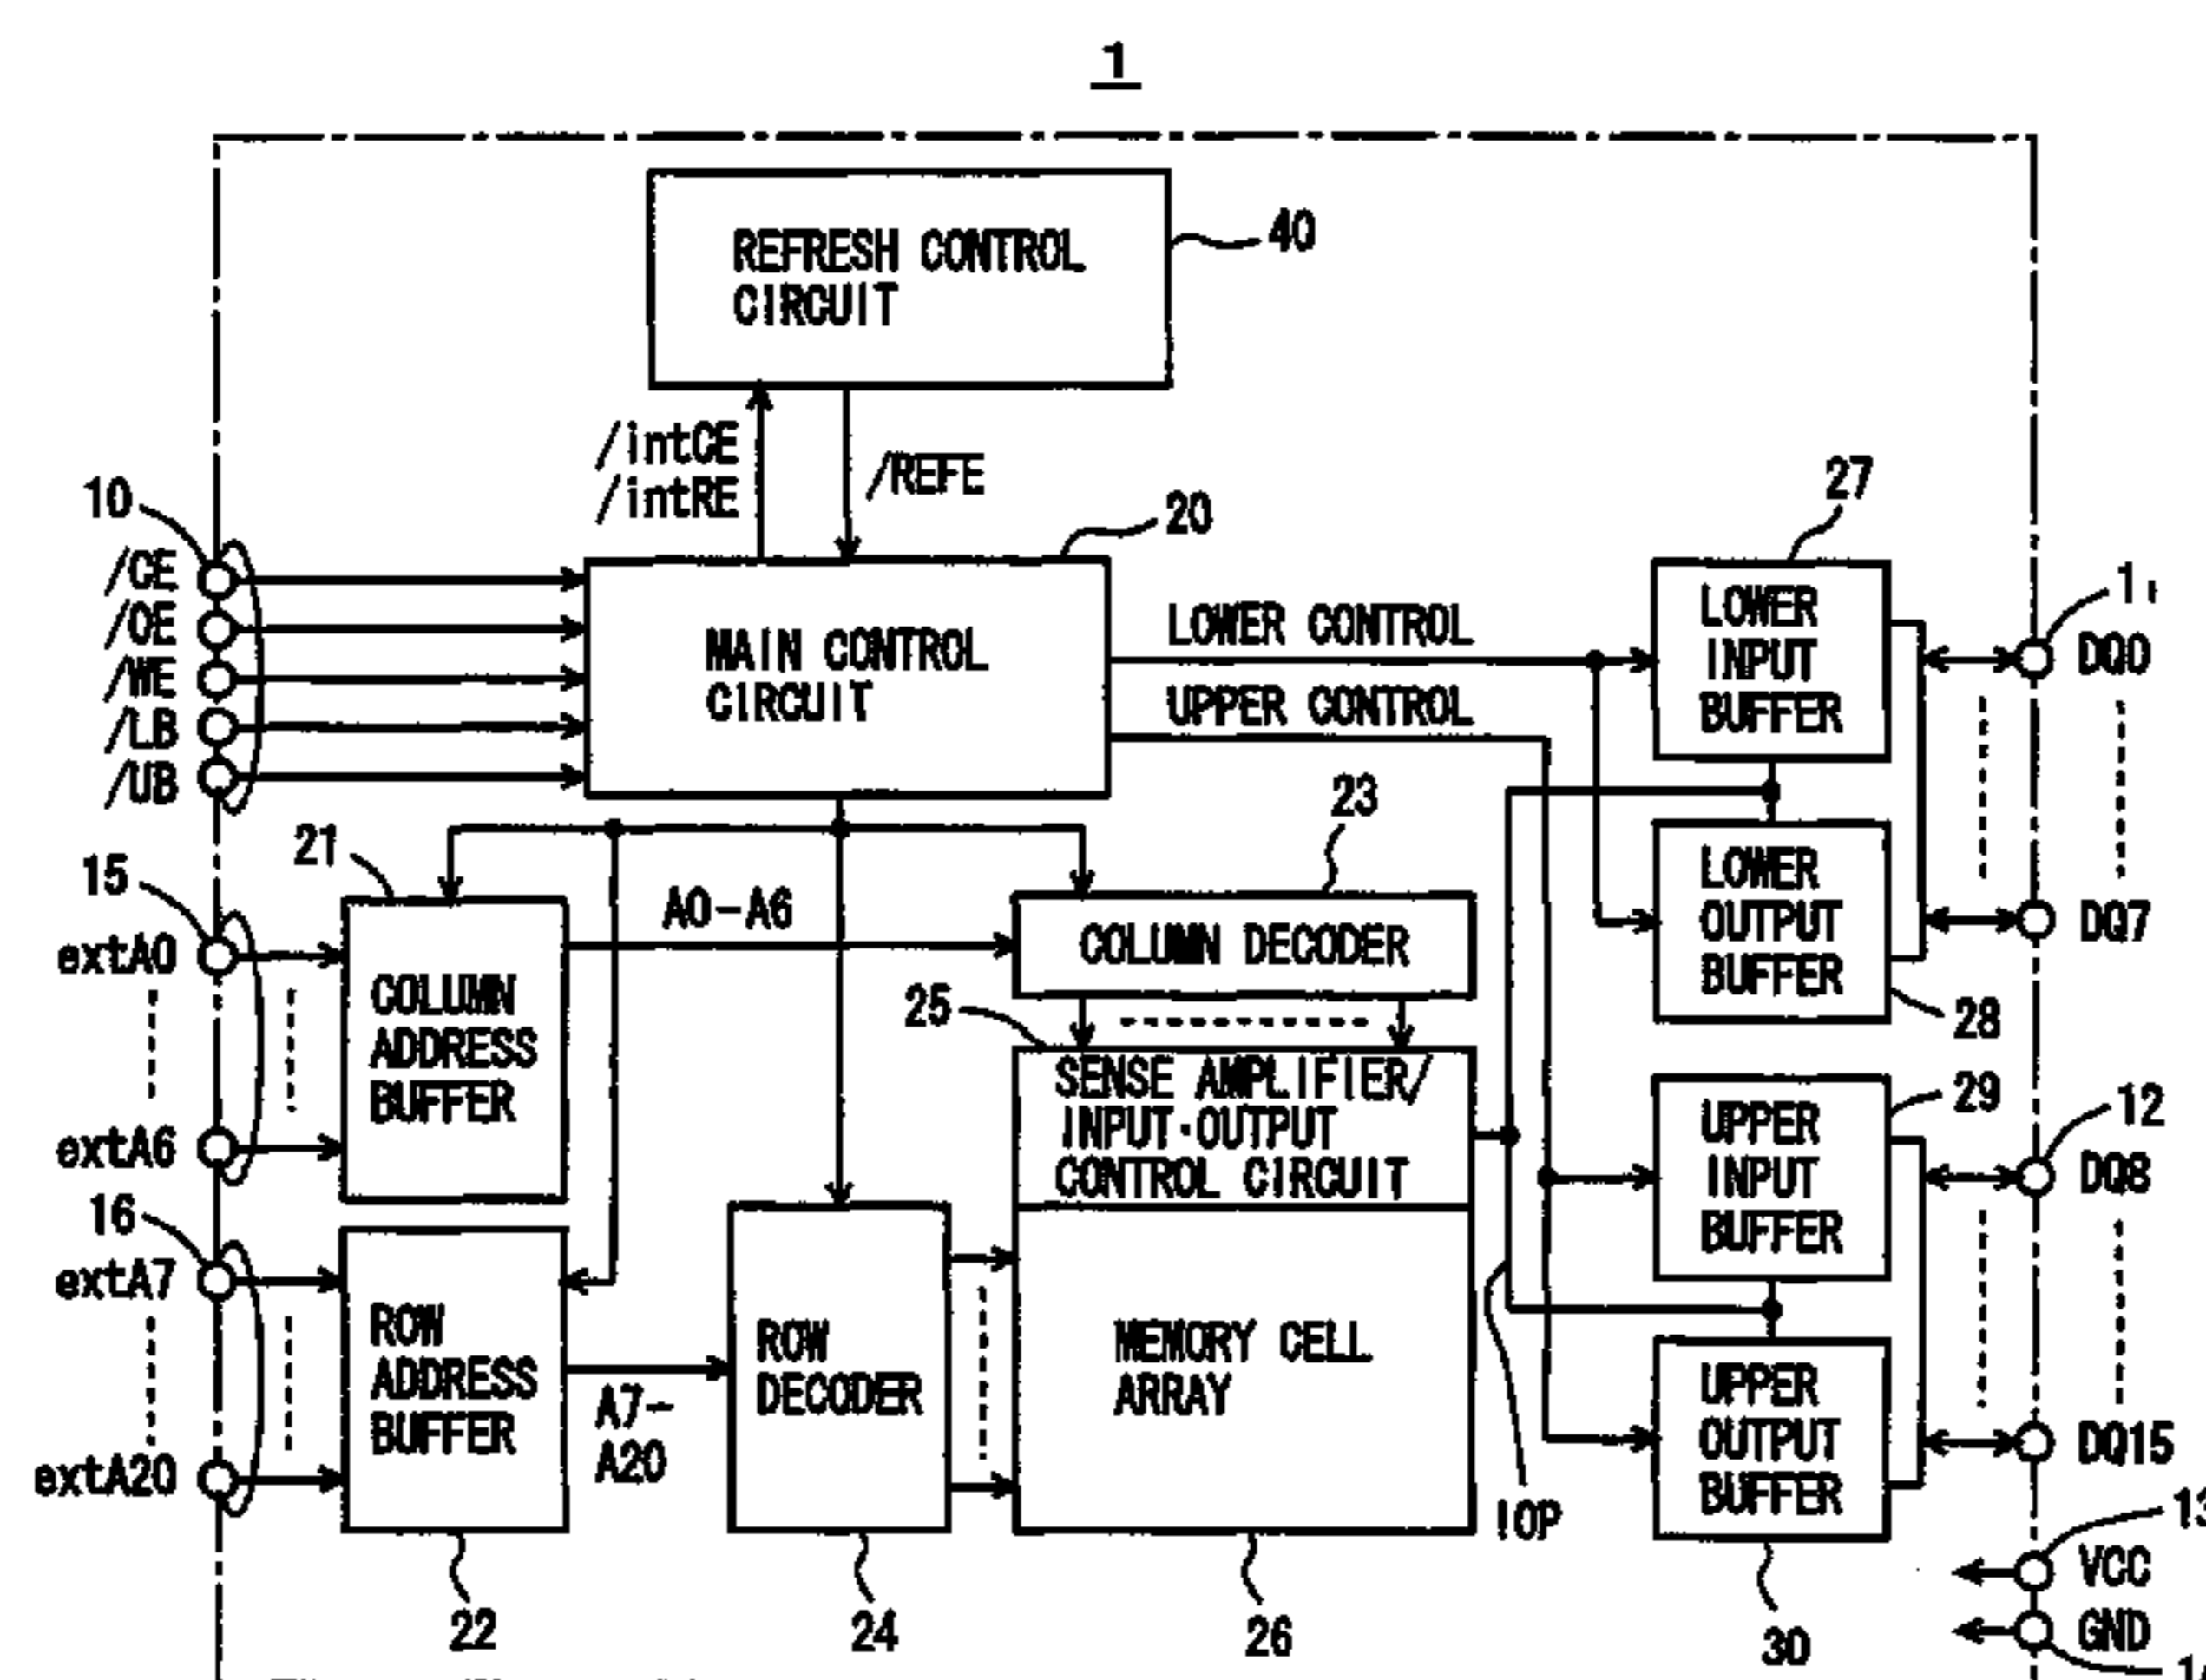 1
REFRESH CONTROL
CIRCUIT
40
/intCE
/intRE
/REFE
20
27
10
/CE
/OE
/WE
/LB
/UB
MAIN CONTROL
CIRCUIT
LOWER CONTROL
UPPER CONTROL
LOWER
INPUT
BUFFER
11
DQ0
21
23
15
extA0
extA6
COLUMN
ADDRESS
BUFFER
A0-A6
COLUMN DECODER
LOWER
OUTPUT
BUFFER
DQ7
28
25
SENSE AMPLIFIER/
INPUT·OUTPUT
CONTROL CIRCUIT
UPPER
INPUT
BUFFER
29
12
DQ8
16
extA7
extA20
ROW
ADDRESS
BUFFER
A7-
A20
ROW
DECODER
MEMORY CELL
ARRAY
IOP
UPPER
OUTPUT
BUFFER
DQ15
13
VCC
GND
22
24
26
30